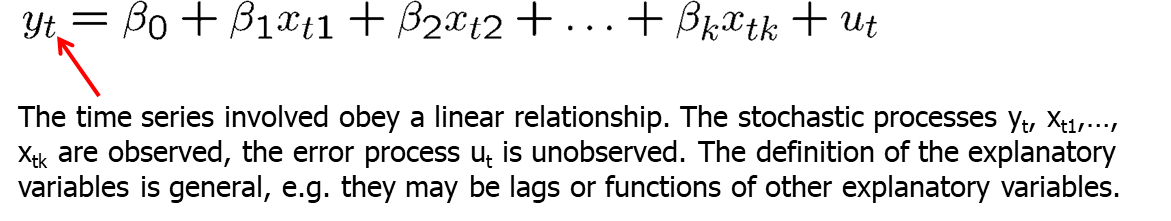 yₜ = β₀ + β₁xₜ₁ + β₂xₜ₂ + . . . + βₖxₜₖ + uₜ
The time series involved obey a linear relationship. The stochastic processes yₜ, xₜ₁,...,
xₜₖ are observed, the error process uₜ is unobserved. The definition of the explanatory
variables is general, e.g. they may be lags or functions of other explanatory variables.